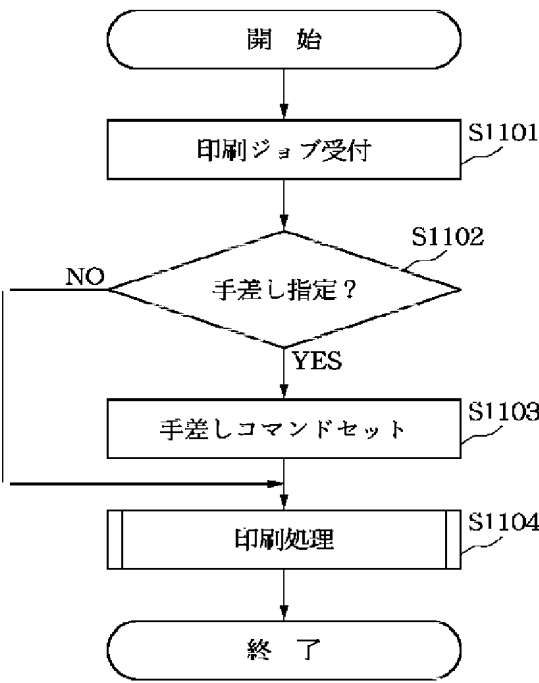 開 始
印刷ジョブ受付
S1101
S1102
手差し指定？
NO
YES
手差しコマンドセット
S1103
印刷処理
S1104
終 了